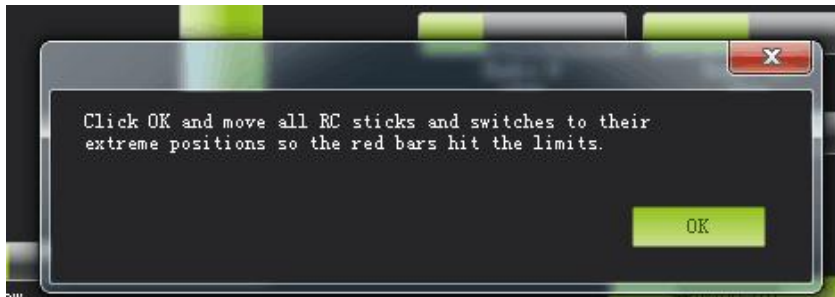 Click OK and move all RC sticks and switches to their
extreme positions so the red bars hit the limits.
OK